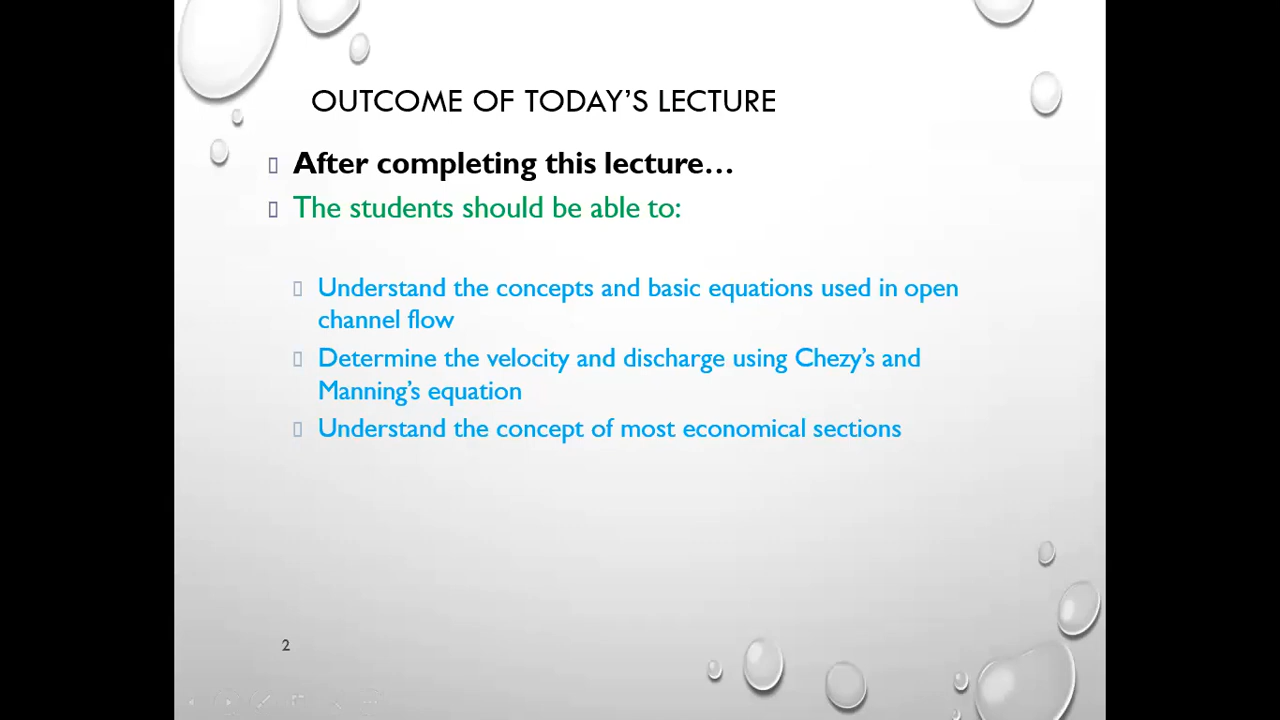 OUTCOME OF TODAY’S LECTURE
After completing this lecture…
The students should be able to:
Understand the concepts and basic equations used in open
channel flow
Determine the velocity and discharge using Chezy’s and
Manning’s equation
Understand the concept of most economical sections
2